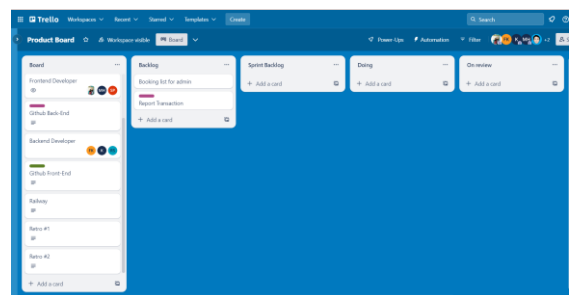 Trello Workspaces Recent Starred Templates Create Search
Product Board Workspace visible Board Power-Ups Automation Filter +2 S
Board
Frontend Developer
Github Back-End
Backend Developer
Github Front-End
Railway
Retro #1
Retro #2
+ Add a card
Backlog
Booking list for admin
Report Transaction
+ Add a card
Sprint Backlog
+ Add a card
Doing
+ Add a card
On review
+ Add a card